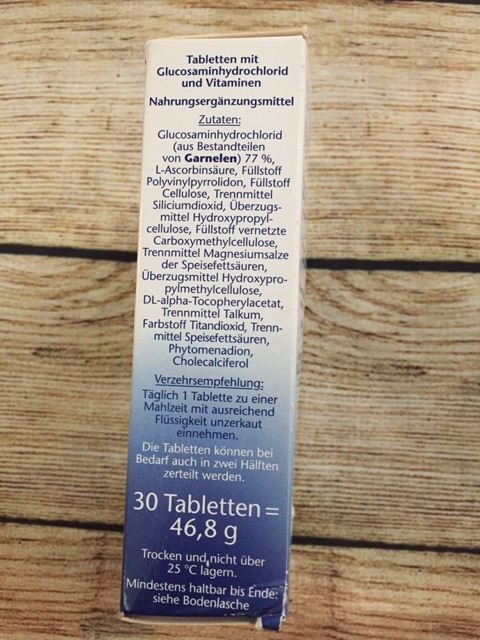 Tabletten mit
Glucosaminhydrochlorid
und Vitaminen
Nahrungsergänzungsmittel
Zutaten:
Glucosaminhydrochlorid
(aus Bestandteilen
von Garnelen) 77 %,
L-Ascorbinsäure, Füllstoff
Polyvinylpyrrolidon, Füllstoff
Cellulose, Trennmittel
Siliciumdioxid, Überzugs-
mittel Hydroxypropyl-
cellulose, Füllstoff vernetzte
Carboxymethylcellulose,
Trennmittel Magnesiumsalze
der Speisefettsäuren,
Überzugsmittel Hydroxypro-
pylmethylcellulose,
DL-alpha-Tocopherylacetat,
Trennmittel Talkum,
Farbstoff Titandioxid, Trenn-
mittel Speisefettsäuren,
Phytomenadion,
Cholecalciferol
Verzehrsempfehlung:
Täglich 1 Tablette zu einer
Mahlzeit mit ausreichend
Flüssigkeit unzerkaut
einnehmen.
Die Tabletten können bei
Bedarf auch in zwei Hälften
zerteilt werden.
30 Tabletten =
46,8 g
Trocken und nicht über
25 °C lagern.
Mindestens haltbar bis Ende:
siehe Bodenlasche